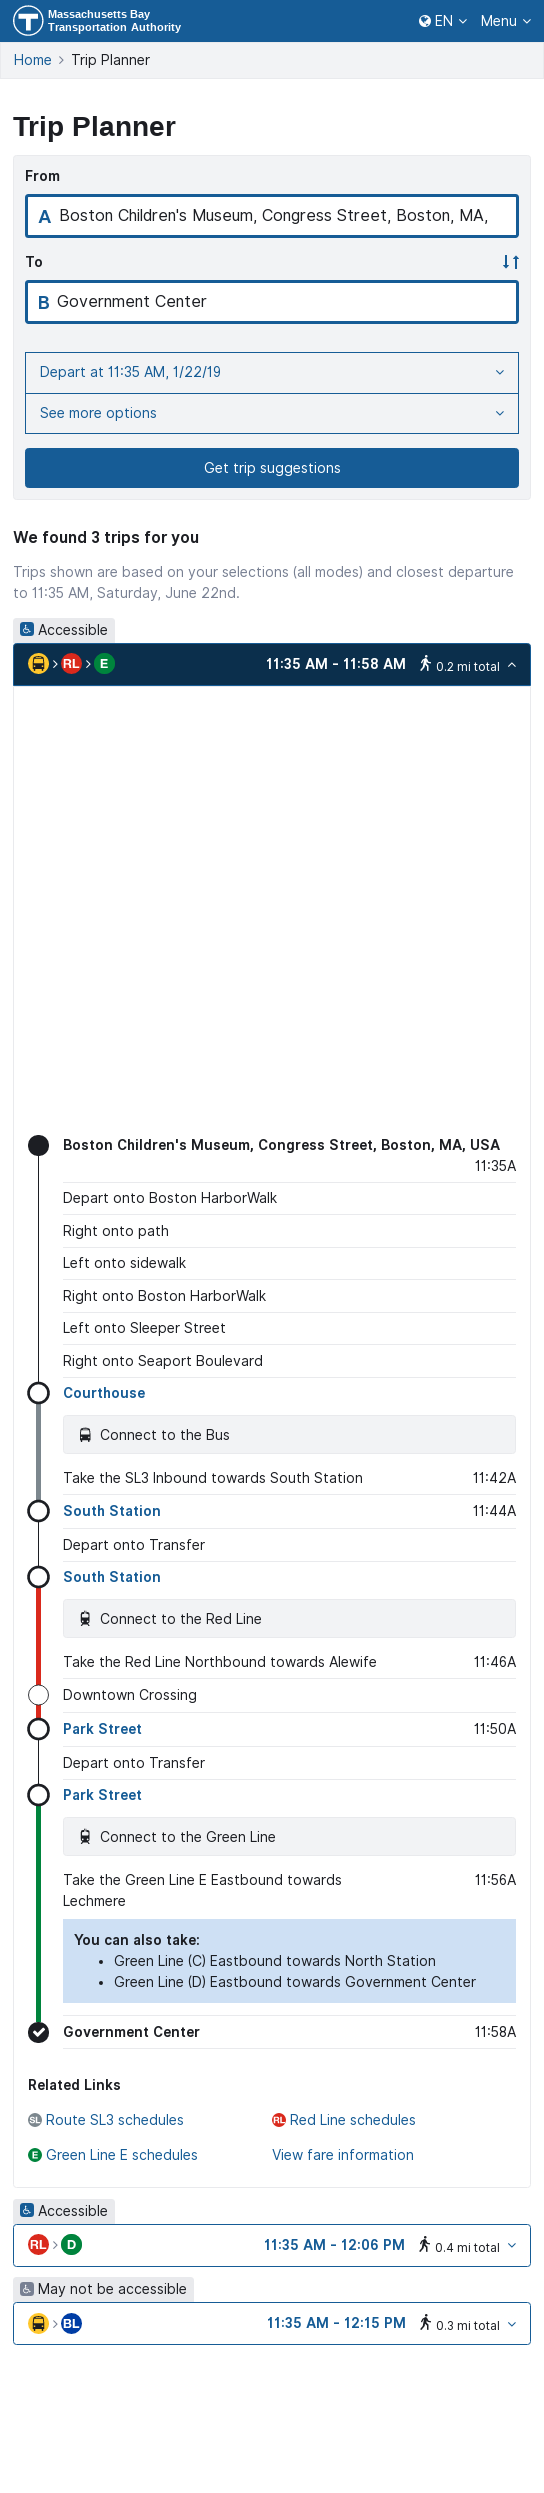 Massachusetts Bay
Transportation Authority
EN
Menu
Home
Trip Planner
Trip Planner
From
A Boston Children's Museum, Congress Street, Boston, MA,
To
B Government Center
Depart at 11:35 AM, 1/22/19
See more options
Get trip suggestions
We found 3 trips for you
Trips shown are based on your selections (all modes) and closest departure
to 11:35 AM, Saturday, June 22nd.
Accessible
RL E 11:35 AM - 11:58 AM 0.2 mi total
Boston Children's Museum, Congress Street, Boston, MA, USA
11:35A
Depart onto Boston HarborWalk
Right onto path
Left onto sidewalk
Right onto Boston HarborWalk
Left onto Sleeper Street
Right onto Seaport Boulevard
Courthouse
Connect to the Bus
Take the SL3 Inbound towards South Station 11:42A
South Station 11:44A
Depart onto Transfer
South Station
Connect to the Red Line
Take the Red Line Northbound towards Alewife 11:46A
Downtown Crossing
Park Street 11:50A
Depart onto Transfer
Park Street
Connect to the Green Line
Take the Green Line E Eastbound towards 11:56A
Lechmere
You can also take:
• Green Line (C) Eastbound towards North Station
• Green Line (D) Eastbound towards Government Center
Government Center 11:58A
Related Links
SL Route SL3 schedules RL Red Line schedules
E Green Line E schedules View fare information
Accessible
RL D 11:35 AM - 12:06 PM 0.4 mi total
May not be accessible
BL 11:35 AM - 12:15 PM 0.3 mi total